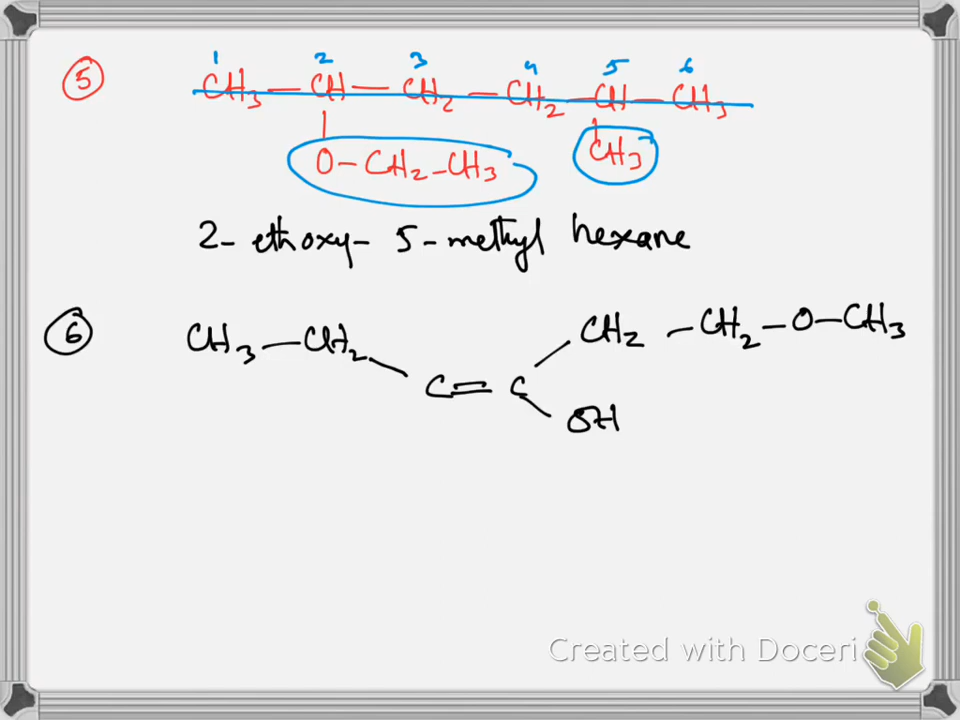 5
1 2 3 4 5 6
CH3 — CH — CH2 — CH2 — CH — CH3
O — CH2 — CH3 CH3
2- ethoxy- 5-methyl hexane
6
CH3 — CH2 CH2 — CH2 — O — CH3
C = C
OH
Created with Doceri